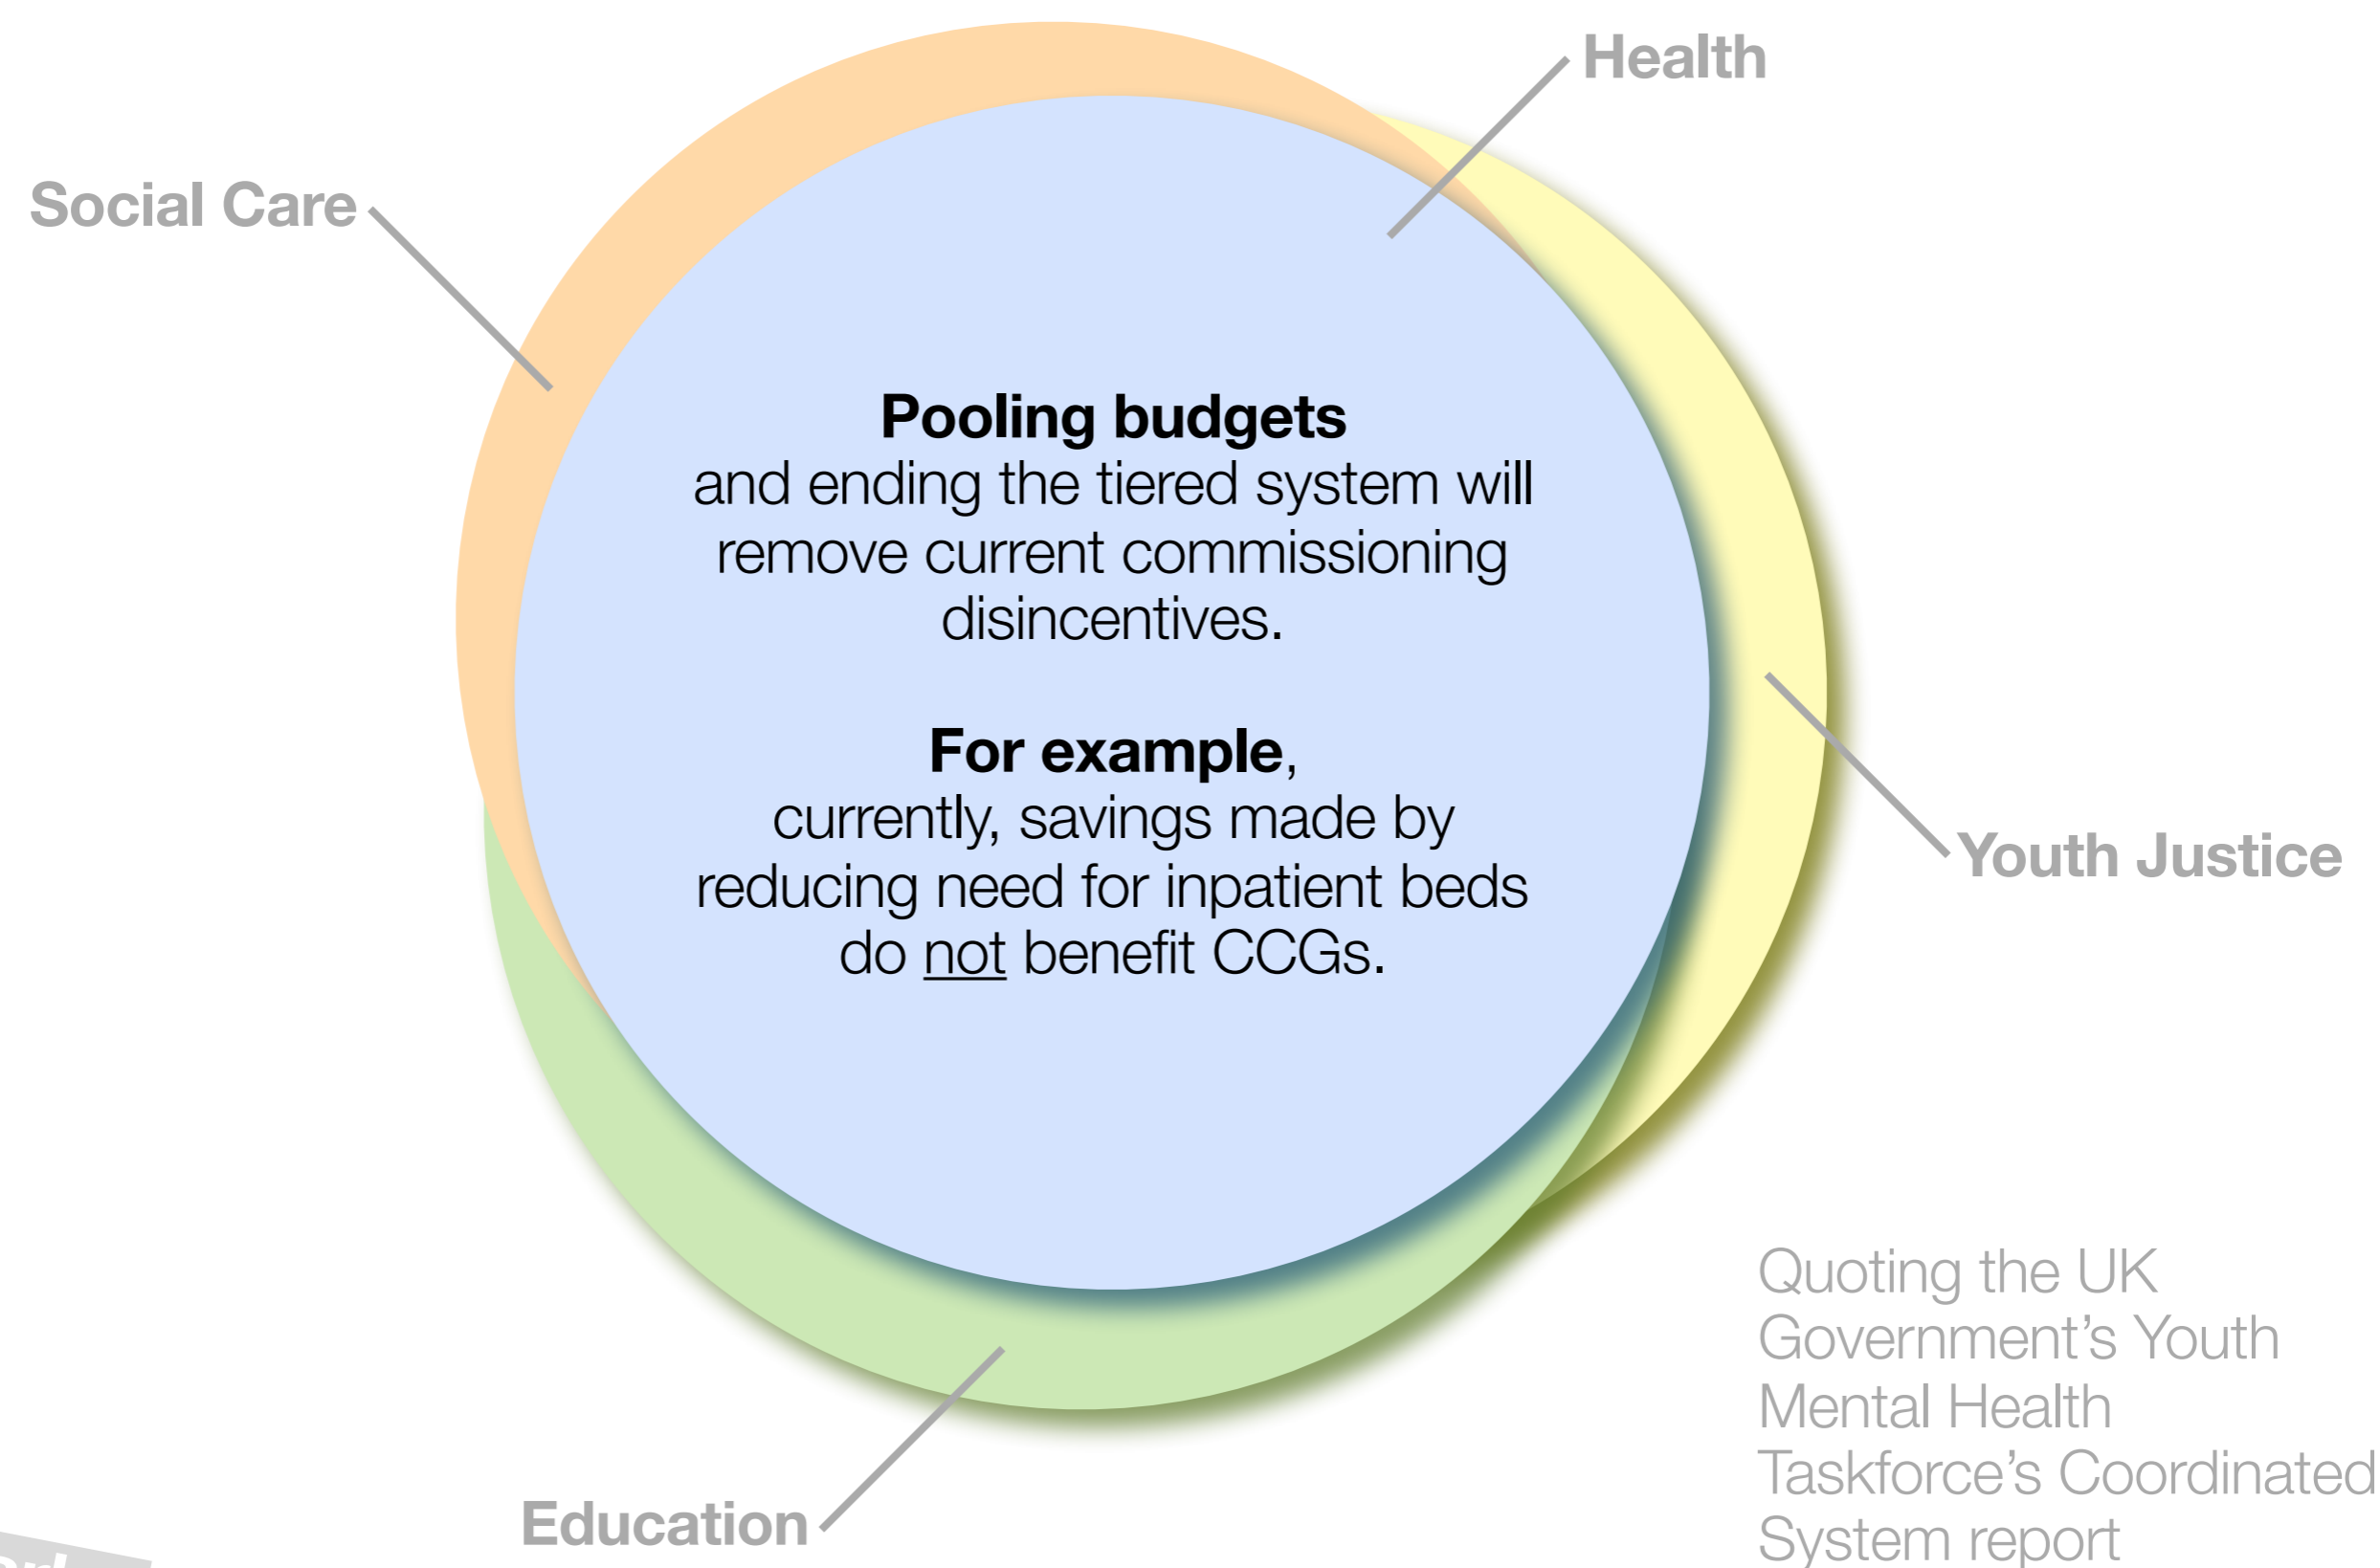 Health
Social Care
Pooling budgets
and ending the tiered system will
remove current commissioning
disincentives.
For example,
currently, savings made by
reducing need for inpatient beds
do not benefit CCGs.
Youth Justice
Education
Quoting the UK
Government’s Youth
Mental Health
Taskforce’s Coordinated
System report